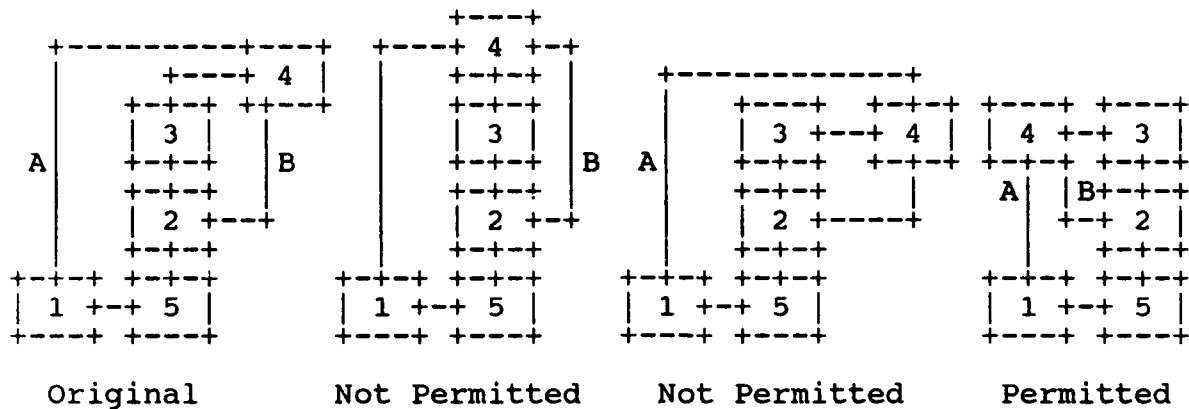 4 4
3 3 3 4 4 3
A B B A A B
2 2 2 2
1 5 1 5 1 5 1 5
Original Not Permitted Not Permitted Permitted